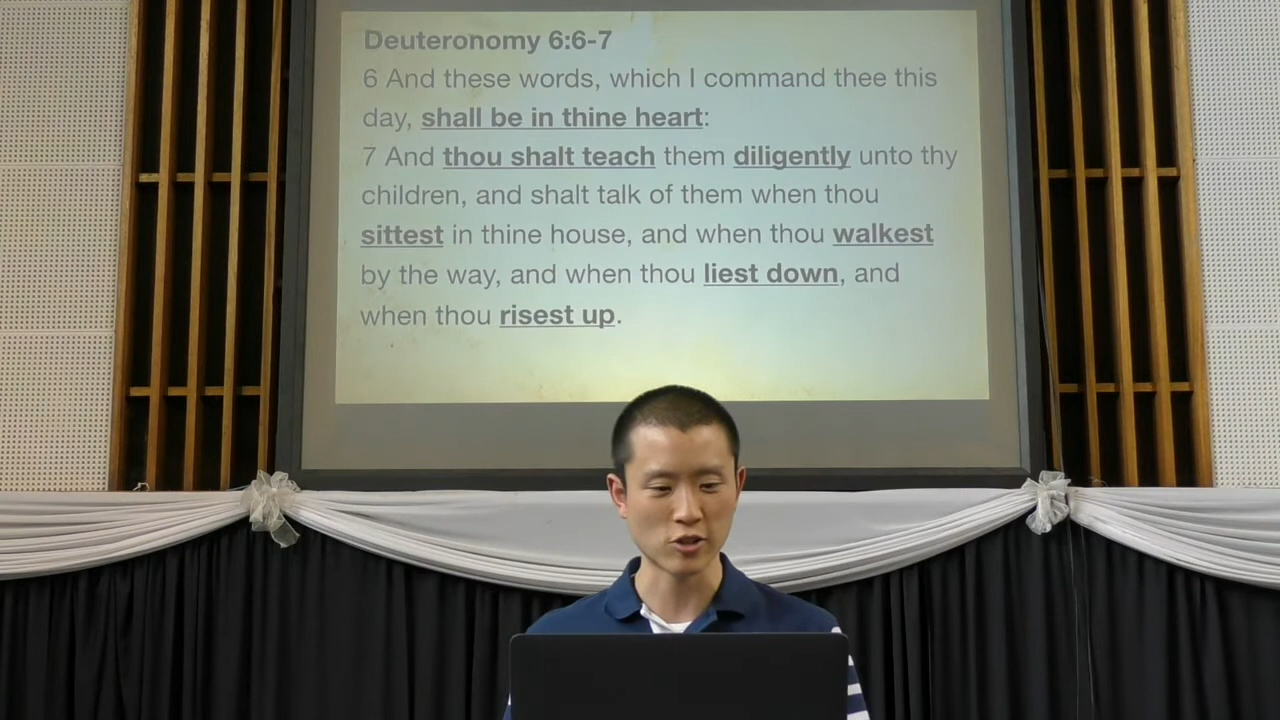 Deuteronomy 6:6-7
6 And these words, which I command thee this
day, shall be in thine heart:
7 And thou shalt teach them diligently unto thy
children, and shalt talk of them when thou
sittest in thine house, and when thou walkest
by the way, and when thou liest down, and
when thou risest up.